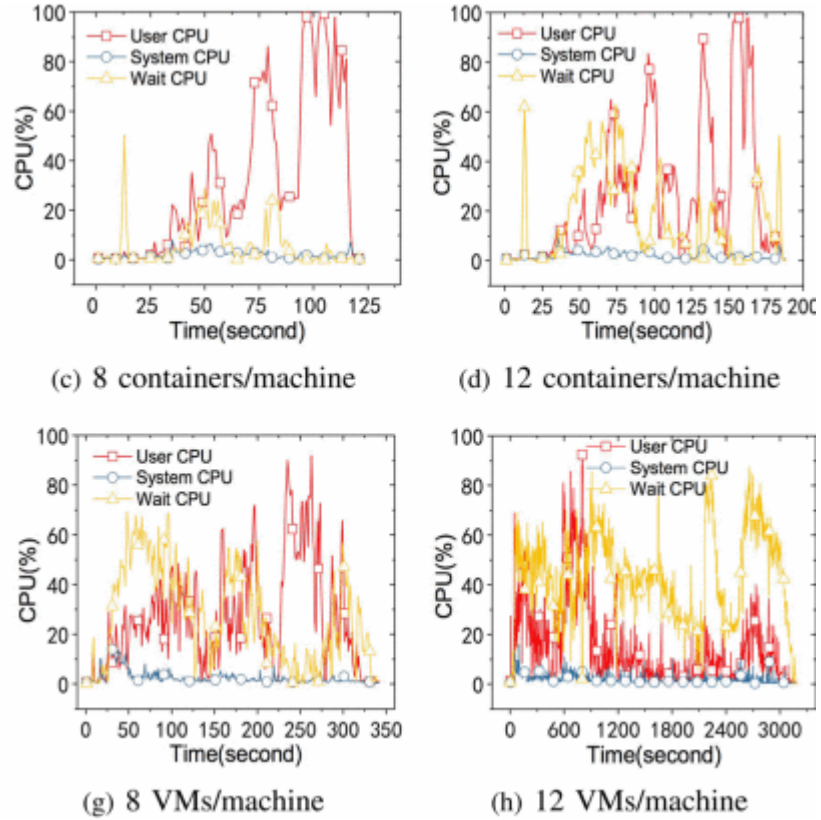 100
80
60
40
20
0
CPU(%)
User CPU
System CPU
Wait CPU
0 25 50 75 100 125
Time(second)
(c) 8 containers/machine
100
80
60
40
20
0
CPU(%)
User CPU
System CPU
Wait CPU
0 25 50 75 100 125 150 175 200
Time(second)
(d) 12 containers/machine
100
80
60
40
20
0
CPU(%)
User CPU
System CPU
Wait CPU
0 50 100 150 200 250 300 350
Time(second)
(g) 8 VMs/machine
100
80
60
40
20
0
CPU(%)
User CPU
System CPU
Wait CPU
0 600 1200 1800 2400 3000
Time(second)
(h) 12 VMs/machine